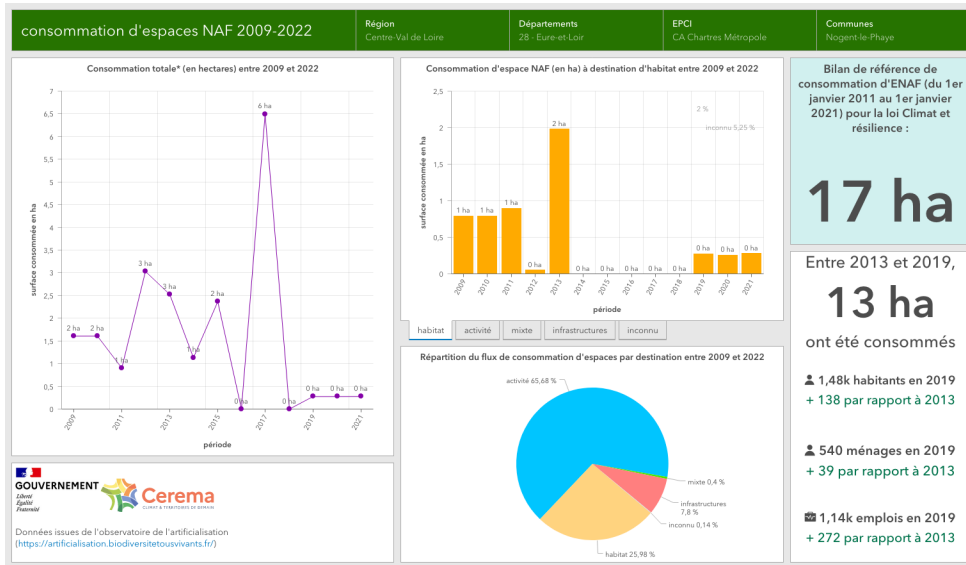 consommation d'espaces NAF 2009-2022
Région
Centre-Val de Loire
Départements
28 - Eure-et-Loir
EPCI
CA Chartres Métropole
Communes
Nogent-le-Phaye
Consommation totale* (en hectares) entre 2009 et 2022
surface consommée en ha
7
6,5
6
5,5
5
4,5
4
3,5
3
2,5
2
1,5
1
0,5
0
2 ha
2 ha
1 ha
3 ha
3 ha
1 ha
2 ha
0 ha
6 ha
0 ha
0 ha
0 ha
0 ha
2009
2011
2013
2015
2017
2019
2021
période
GOUVERNEMENT
Liberté
Égalité
Fraternité
Cerema
CLIMAT & TERRITOIRES DE DEMAIN
Données issues de l'observatoire de l'artificialisation
(https://artificialisation.biodiversitetousvivants.fr/)
Consommation d'espace NAF (en ha) à destination d'habitat entre 2009 et 2022
surface consommée en ha
2,5
2
1,5
1
0,5
0
2 %
inconnu 5,25 %
1 ha
1 ha
1 ha
0 ha
2 ha
0 ha
0 ha
0 ha
0 ha
0 ha
0 ha
0 ha
0 ha
2009
2010
2011
2012
2013
2014
2015
2016
2017
2018
2019
2020
2021
période
habitat
activité
mixte
infrastructures
inconnu
Répartition du flux de consommation d'espaces par destination entre 2009 et 2022
activité 65,68 %
mixte 0,4 %
infrastructures
7,8 %
inconnu 0,14 %
habitat 25,98 %
Bilan de référence de
consommation d'ENAF (du 1er
janvier 2011 au 1er janvier
2021) pour la loi Climat et
résilience :
17 ha
Entre 2013 et 2019,
13 ha
ont été consommés
1,48k habitants en 2019
+ 138 par rapport à 2013
540 ménages en 2019
+ 39 par rapport à 2013
1,14k emplois en 2019
+ 272 par rapport à 2013